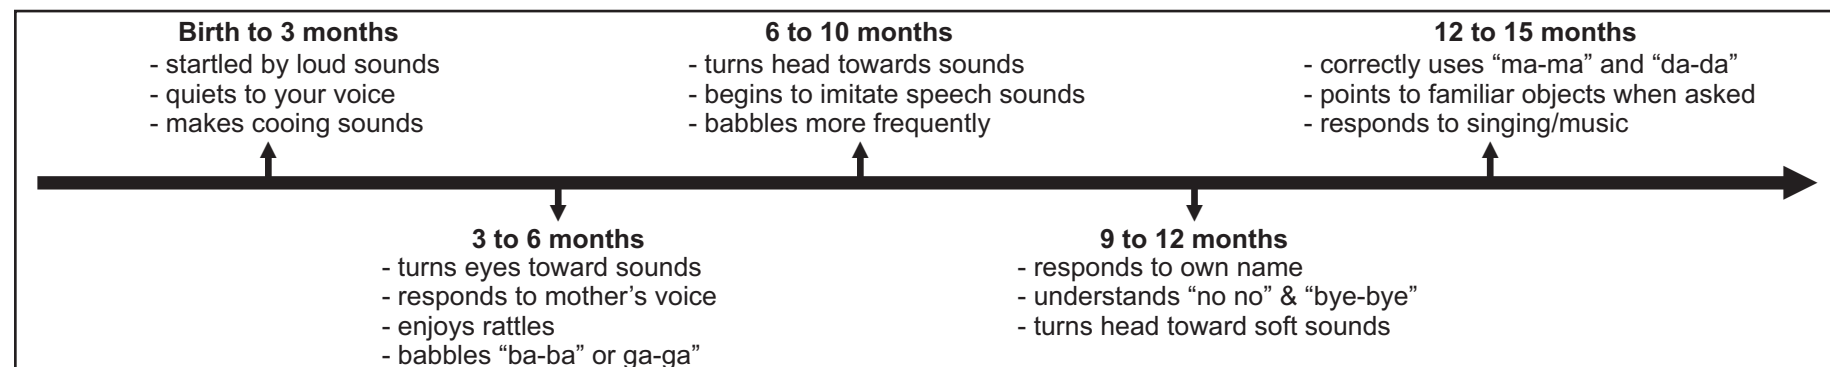 Birth to 3 months
- startled by loud sounds
- quiets to your voice
- makes cooing sounds
3 to 6 months
- turns eyes toward sounds
- responds to mother’s voice
- enjoys rattles
- babbles “ba-ba” or ga-ga”
6 to 10 months
- turns head towards sounds
- begins to imitate speech sounds
- babbles more frequently
9 to 12 months
- responds to own name
- understands “no no” & “bye-bye”
- turns head toward soft sounds
12 to 15 months
- correctly uses “ma-ma” and “da-da”
- points to familiar objects when asked
- responds to singing/music